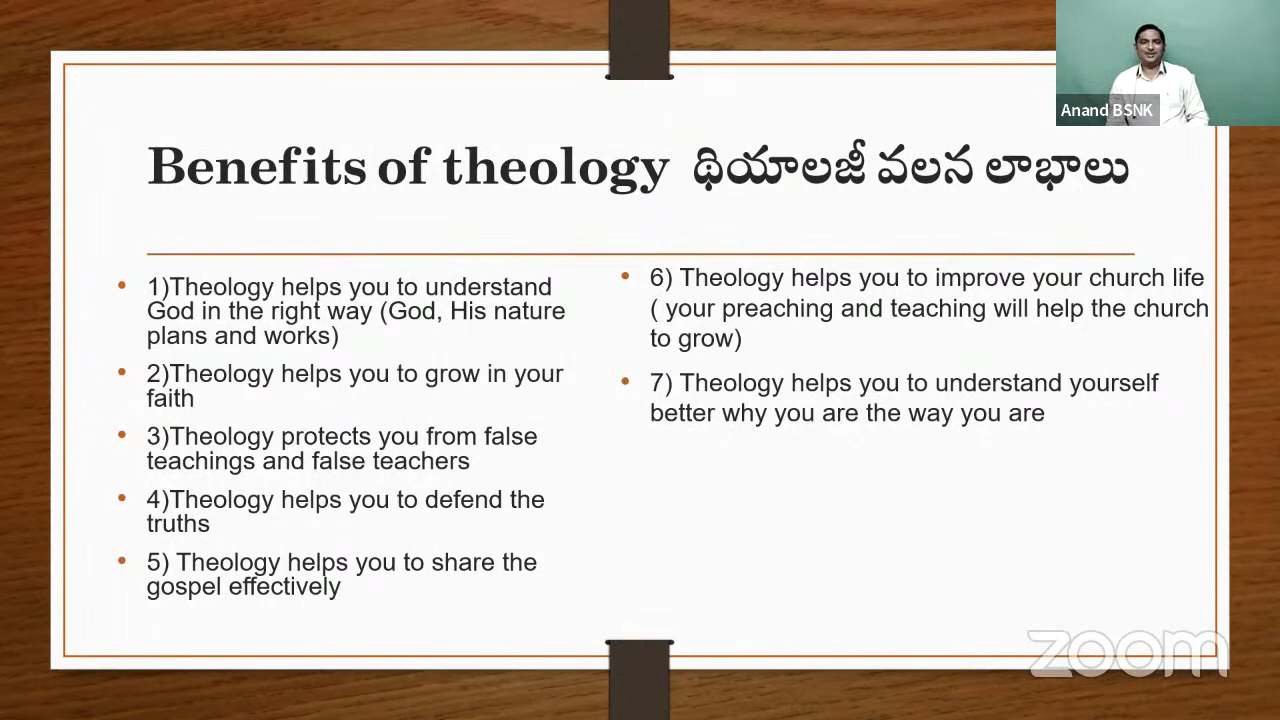 Anand BSNK
Benefits of theology థియాలజీ వలన లాభాలు
• 1)Theology helps you to understand
God in the right way (God, His nature
plans and works)
• 2)Theology helps you to grow in your
faith
• 3)Theology protects you from false
teachings and false teachers
• 4)Theology helps you to defend the
truths
• 5) Theology helps you to share the
gospel effectively
• 6) Theology helps you to improve your church life
( your preaching and teaching will help the church
to grow)
• 7) Theology helps you to understand yourself
better why you are the way you are
zoom